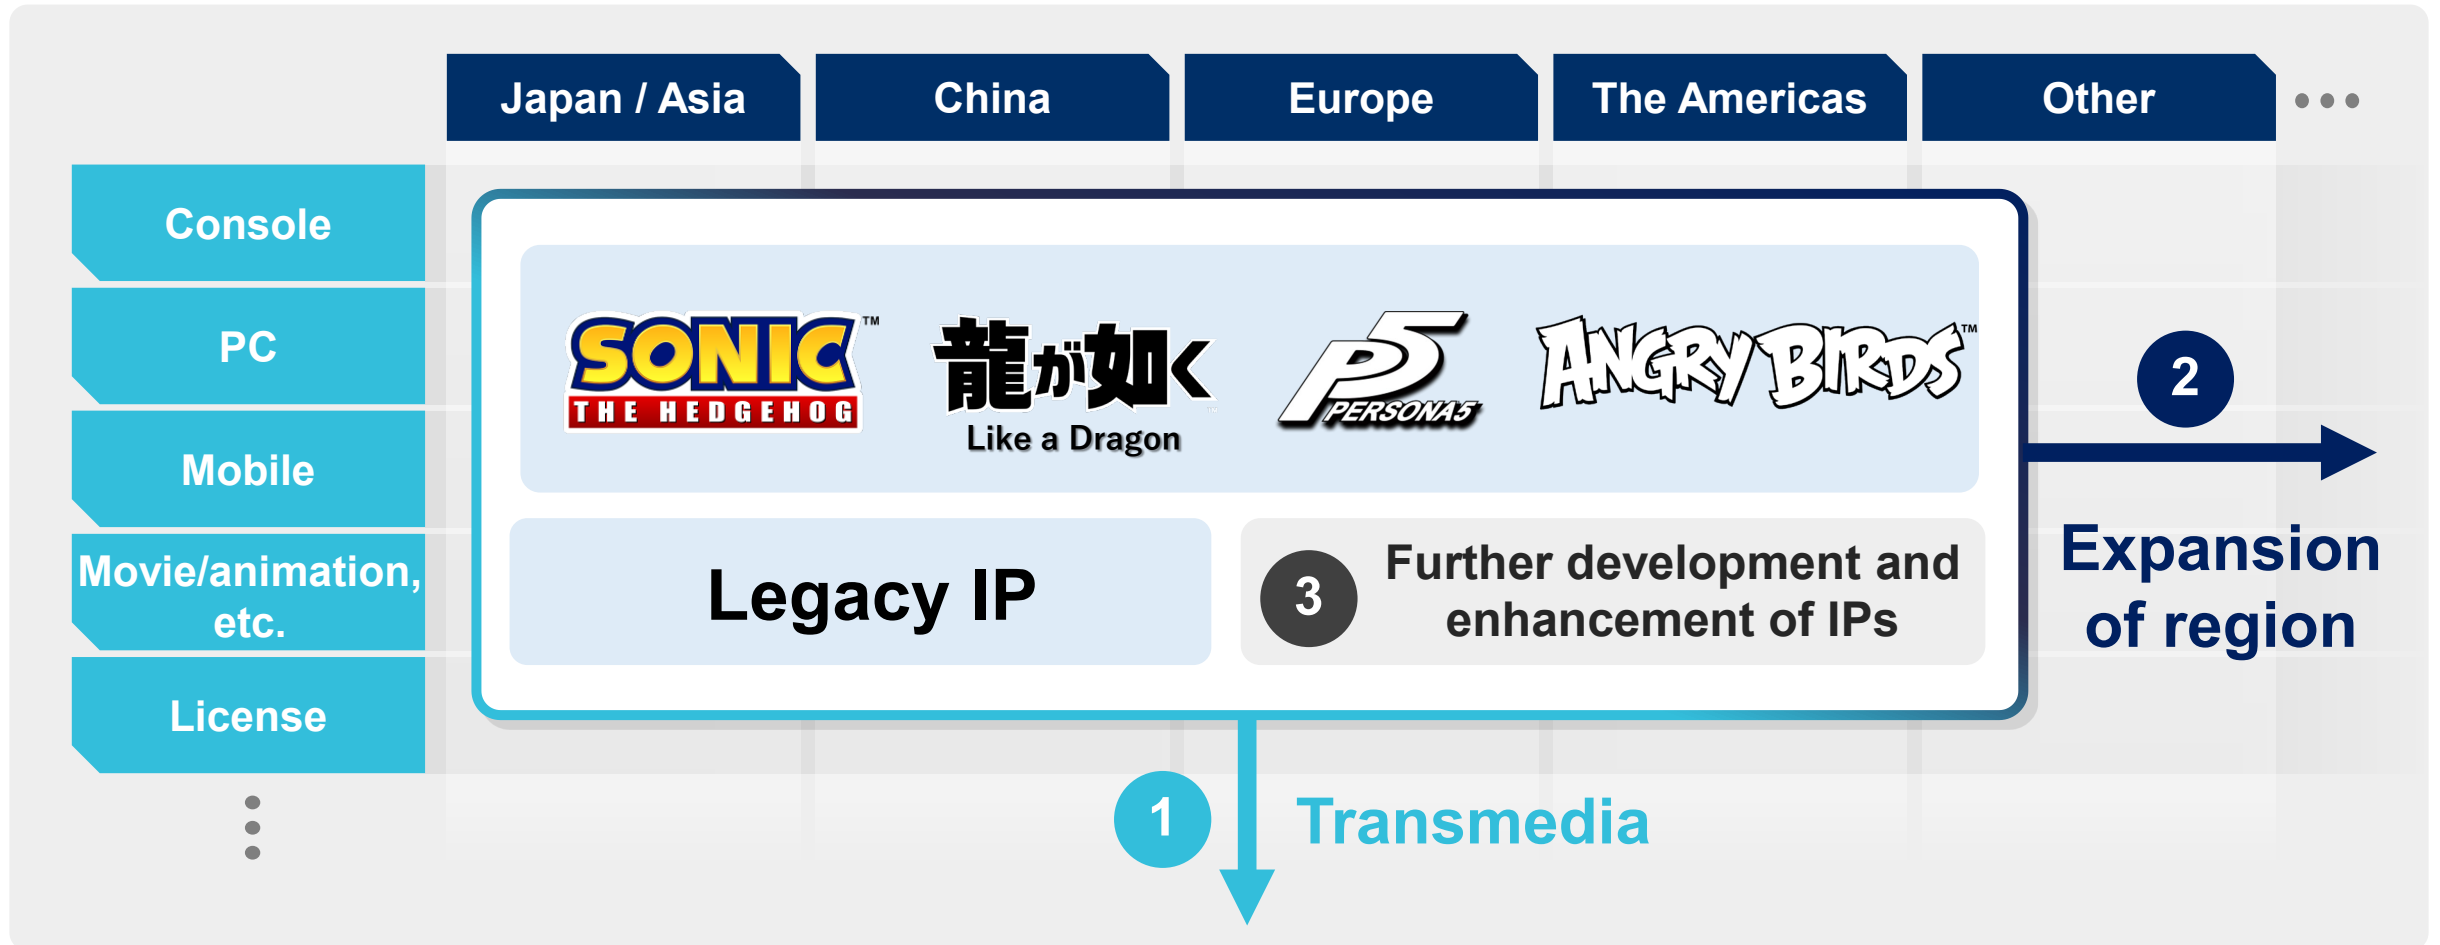 Japan / Asia
China
Europe
The Americas
Other
Console
PC
Mobile
Movie/animation,
etc.
License
SONIC™
THE HEDGEHOG
龍が如く
Like a Dragon
P5
PERSONA5
ANGRY BIRDS™
Legacy IP
3
Further development and
enhancement of IPs
2
Expansion
of region
1
Transmedia